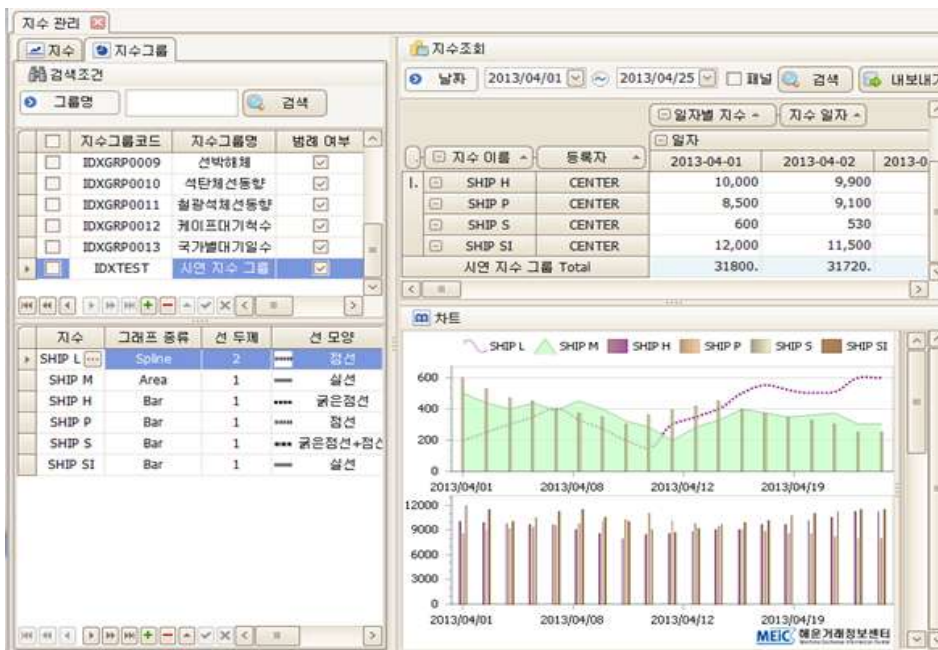 지수 관리
지수 지수그룹
검색조건
그룹명 검색
지수그룹코드 지수그룹명 범례 여부
IDXGRP0009 선박해체
IDXGRP0010 석탄체선동향
IDXGRP0011 철광석체선동향
IDXGRP0012 케이프대기척수
IDXGRP0013 국가별대기일수
IDXTEST 시연 지수 그룹
지수 그래프 종류 선 두께 선 모양
SHIP L Spline 2 점선
SHIP M Area 1 실선
SHIP H Bar 1 굵은점선
SHIP P Bar 1 점선
SHIP S Bar 1 굵은점선+점선
SHIP SI Bar 1 실선
지수조회
날짜 2013/04/01 ~ 2013/04/25 패널 검색 내보내기
일자별 지수 지수 일자
일자
지수 이름 등록자 2013-04-01 2013-04-02 2013-0
SHIP H CENTER 10,000 9,900
SHIP P CENTER 8,500 9,100
SHIP S CENTER 600 530
SHIP SI CENTER 12,000 11,500
시연 지수 그룹 Total 31800. 31720.
차트
SHIP L SHIP M SHIP H SHIP P SHIP S SHIP SI
600
400
200
0
2013/04/01 2013/04/08 2013/04/12 2013/04/19
12000
9000
6000
3000
0
2013/04/01 2013/04/08 2013/04/12 2013/04/19
MEIC 해운거래정보센터